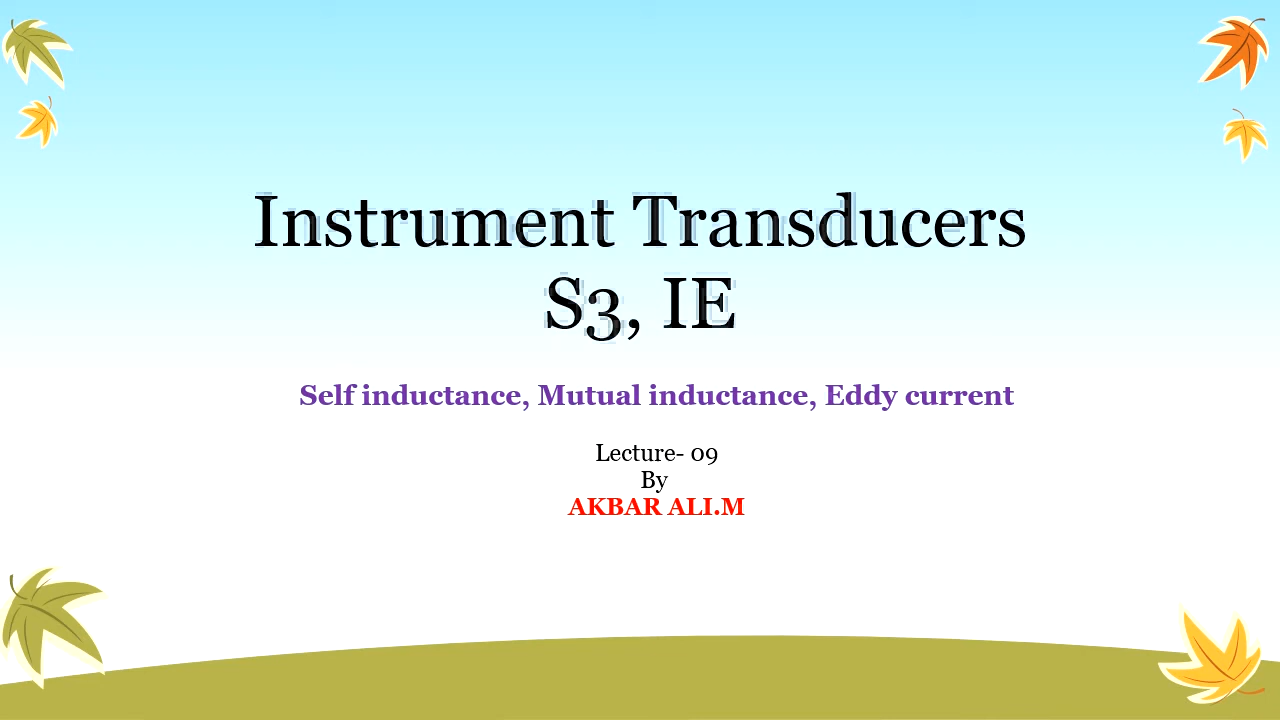 Instrument Transducers
S3, IE
Self inductance, Mutual inductance, Eddy current
Lecture- 09
By
AKBAR ALI.M